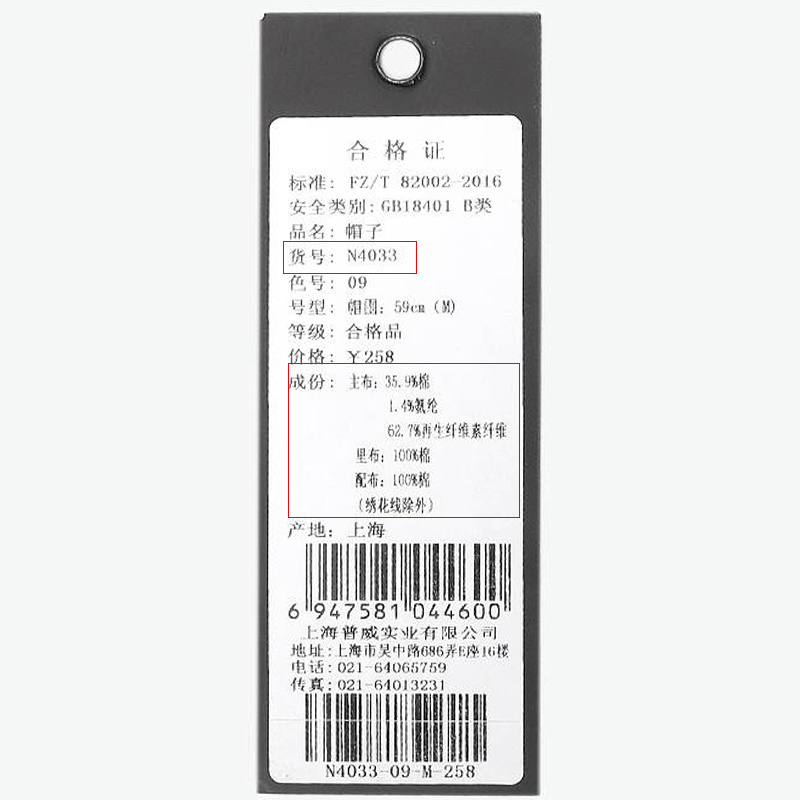 合格证
标准: FZ/T 82002-2016
安全类别: GB18401 B类
品名: 帽子
货号: N4033
色号: 09
号型: 帽圆: 59cm (M)
等级: 合格品
价格: ¥258
成份: 主布: 35.9%棉
1.4%氨纶
62.7%再生纤维素纤维
里布: 100%棉
配布: 100%棉
(绣花线除外)
产地: 上海
6 947581 044600
上海普威实业有限公司
地址: 上海市吴中路686弄E座16楼
电话: 021-64065759
传真: 021-64013231
N4033-09-M-258